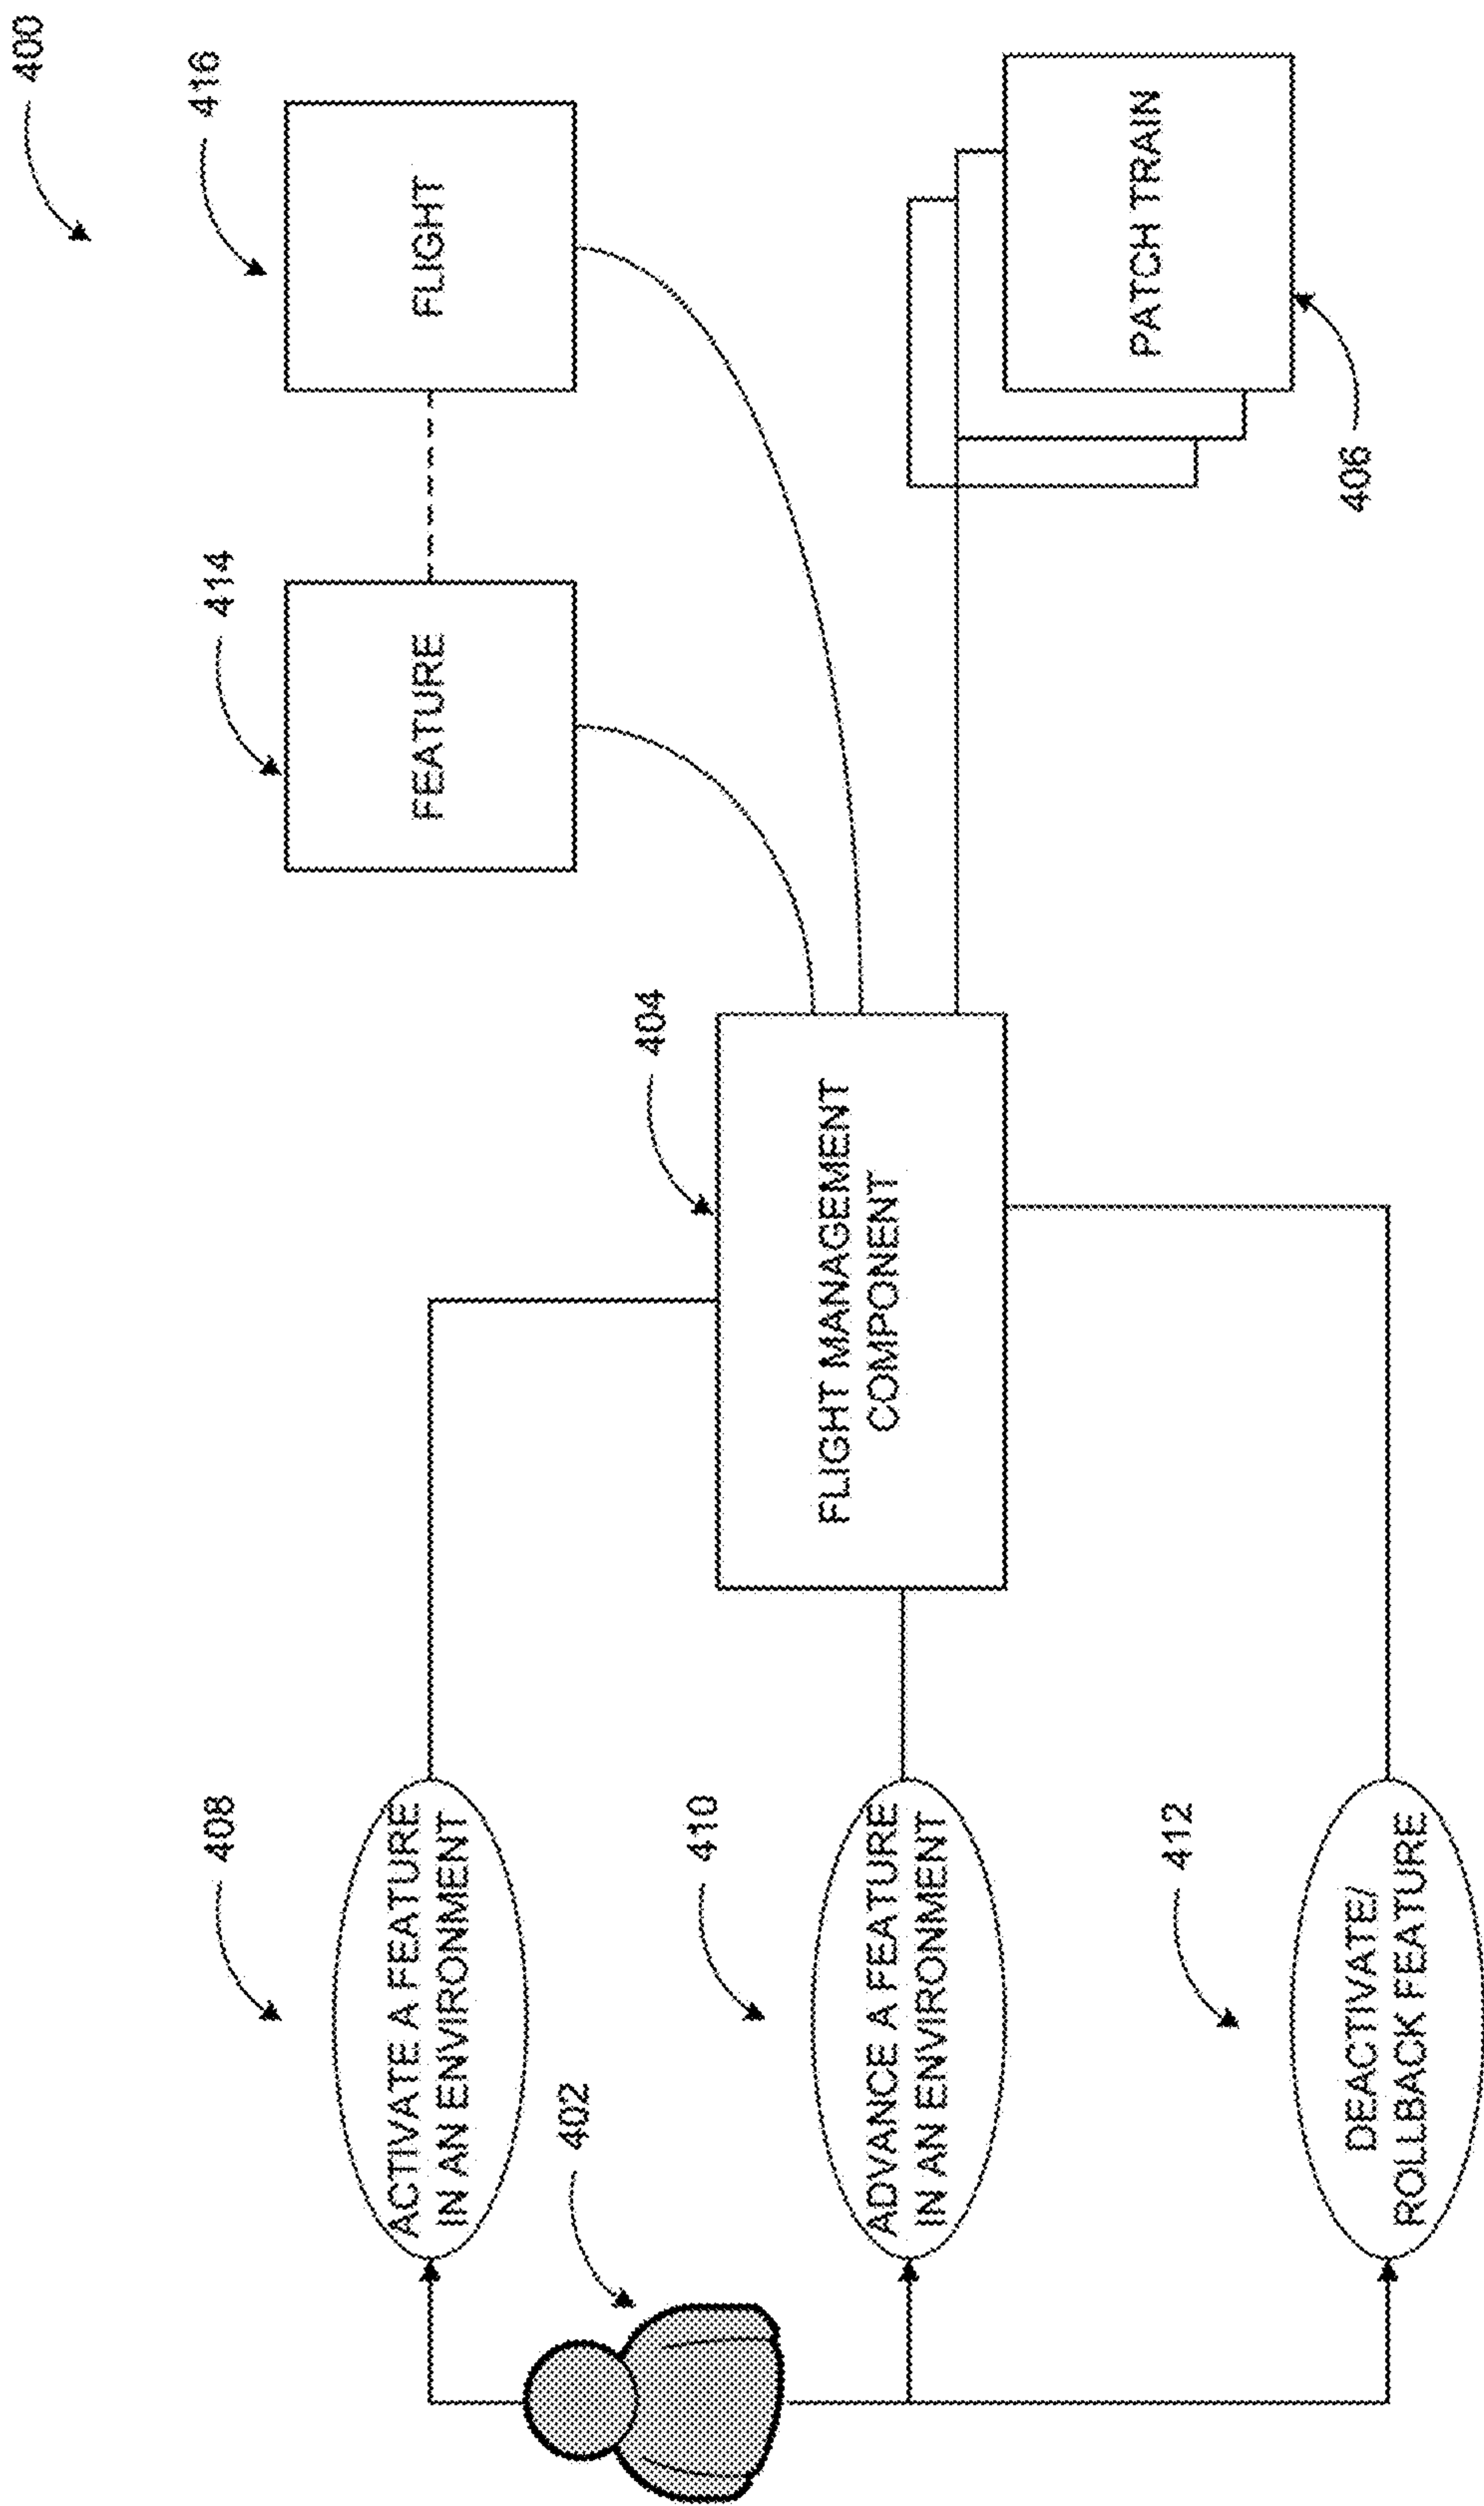 400
408
ACTIVATE A FEATURE
IN AN ENVIRONMENT
414
FEATURE
416
FLIGHT
402
404
FLIGHT MANAGEMENT
COMPONENT
410
ADVANCE A FEATURE
IN AN ENVIRONMENT
PATCH TRAIN
406
412
DEACTIVATE/
ROLLBACK FEATURE